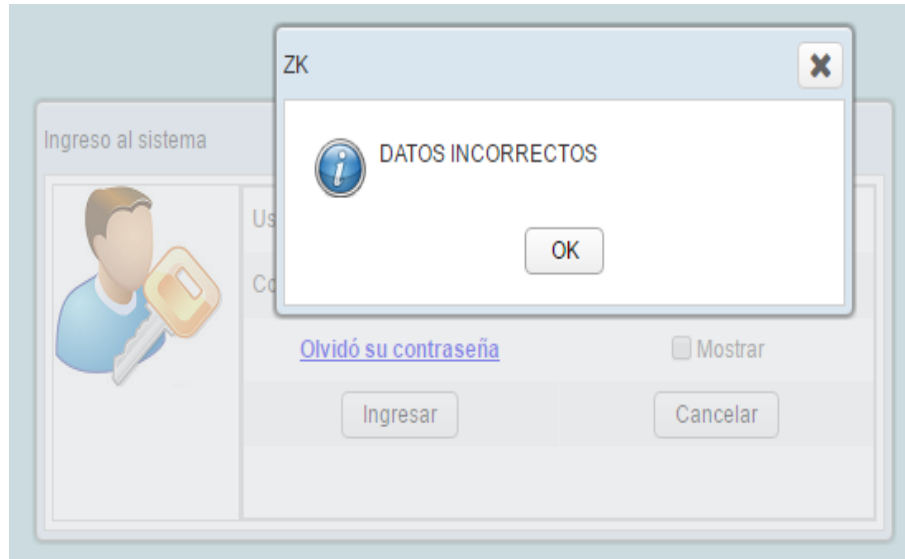 ZK
Ingreso al sistema
DATOS INCORRECTOS
OK
Olvidó su contraseña
Mostrar
Ingresar
Cancelar